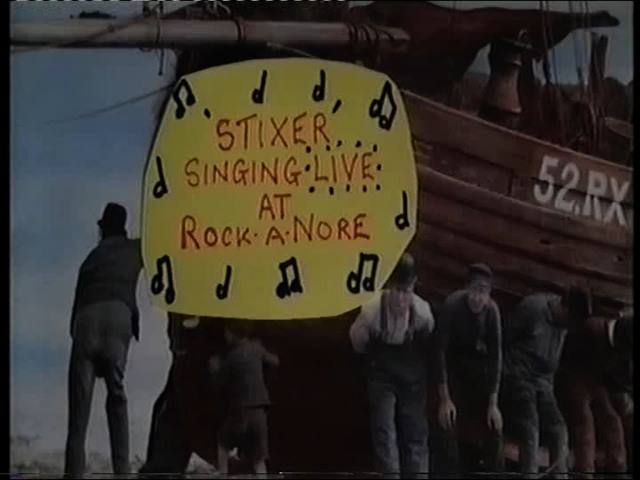 STIXER
SINGING LIVE
AT
ROCK-A-NORE
52.RX